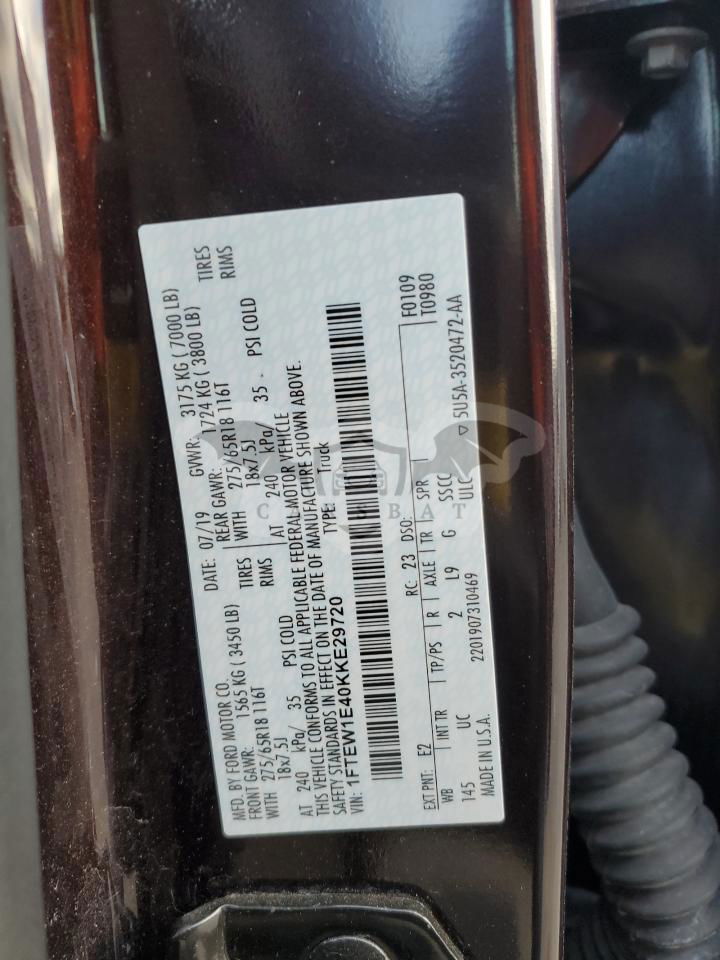 MFD. BY FORD MOTOR CO.
DATE: 07/19 GVWR: 3175 KG ( 7000 LB)
FRONT GAWR: 1565 KG ( 3450 LB) REAR GAWR: 1724 KG ( 3800 LB)
WITH 275/65R18 116T TIRES WITH 275/65R18 116T TIRES
18x7.5J RIMS 18x7.5J RIMS
AT 240 kPa/ 35 PSI COLD AT 240 kPa/ 35 PSI COLD
THIS VEHICLE CONFORMS TO ALL APPLICABLE FEDERAL MOTOR VEHICLE
SAFETY STANDARDS IN EFFECT ON THE DATE OF MANUFACTURE SHOWN ABOVE.
VIN: 1FTEW1E40KKE29720 TYPE: Truck
F0109
T0980
EXT PNT: E2 RC: 23 DSO:
WB INT TR TP/PS R AXLE TR SPR
145 UC 2 L9 G SSCC
MADE IN U.S.A. 2201907310469 ULC ▽ 5U5A-3520472-AA